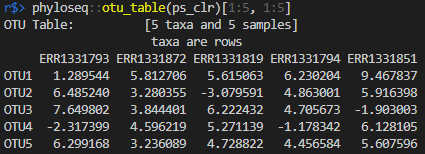 r$> phyloseq::otu_table(ps_clr)[1:5, 1:5]
OTU Table:          [5 taxa and 5 samples]
                     taxa are rows
     ERR1331793 ERR1331872 ERR1331819 ERR1331794 ERR1331851
OTU1   1.289544   5.812706   5.615063   6.230204   9.467837
OTU2   6.485240   3.280355  -3.079591   4.863001   5.916398
OTU3   7.649802   3.844401   6.222432   4.705673  -1.903003
OTU4  -2.317399   4.596219   5.271139  -1.178342   6.128105
OTU5   6.299168   3.236089   4.728822   4.456584   5.607596